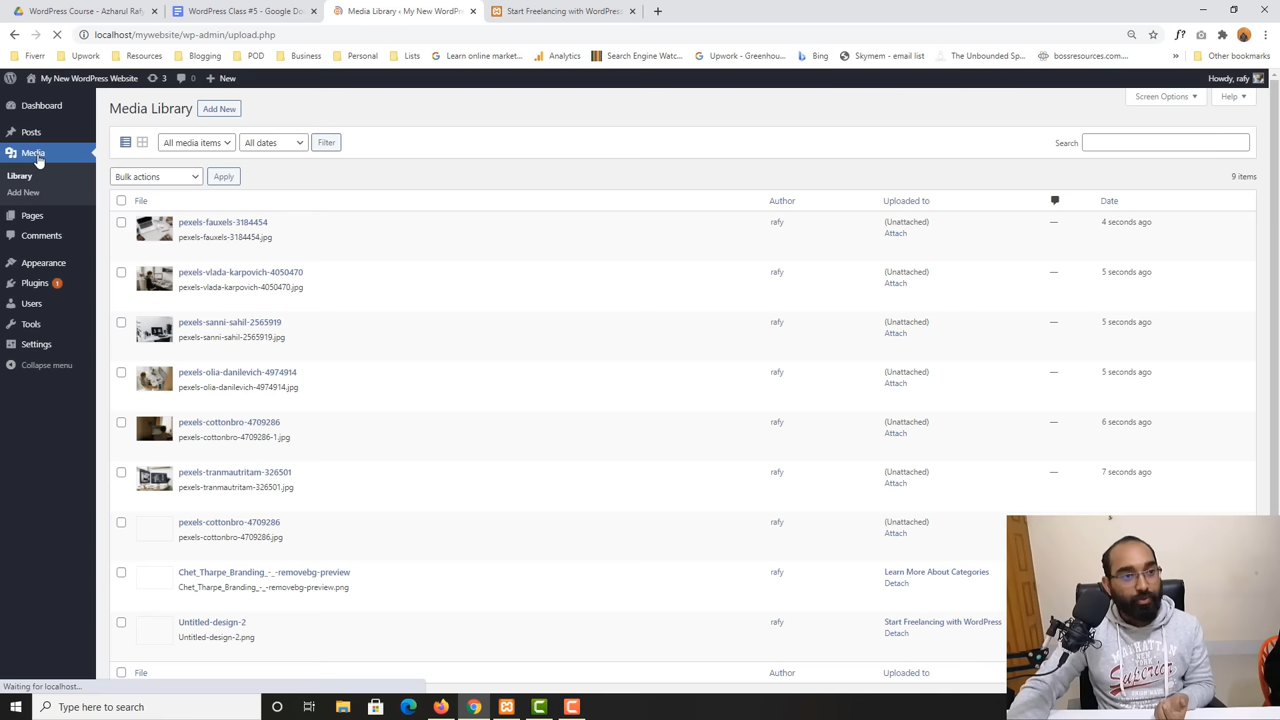 WordPress Course - Azharul Rafy
WordPress Class #5 - Google Do
Media Library ‹ My New WordPre
Start Freelancing with WordPress
localhost/mywebsite/wp-admin/upload.php
Fiverr
Upwork
Resources
Blogging
POD
Business
Personal
Lists
Learn online market...
Analytics
Search Engine Watc...
Upwork - Greenhou...
Bing
Skymem - email list
The Unbounded Sp...
bossresources.com...
Other bookmarks
My New WordPress Website
3
0
+ New
Howdy, rafy
Dashboard
Posts
Media
Library
Add New
Pages
Comments
Appearance
Plugins 1
Users
Tools
Settings
Collapse menu
Media Library
Add New
Screen Options
Help
All media items
All dates
Filter
Search
Bulk actions
Apply
9 items
File Author Uploaded to Date
pexels-fauxels-3184454 rafy (Unattached) — 4 seconds ago
pexels-fauxels-3184454.jpg Attach
pexels-vlada-karpovich-4050470 rafy (Unattached) — 5 seconds ago
pexels-vlada-karpovich-4050470.jpg Attach
pexels-sanni-sahil-2565919 rafy (Unattached) — 5 seconds ago
pexels-sanni-sahil-2565919.jpg Attach
pexels-olia-danilevich-4974914 rafy (Unattached) — 5 seconds ago
pexels-olia-danilevich-4974914.jpg Attach
pexels-cottonbro-4709286 rafy (Unattached) — 6 seconds ago
pexels-cottonbro-4709286-1.jpg Attach
pexels-tranmautritam-326501 rafy (Unattached) — 7 seconds ago
pexels-tranmautritam-326501.jpg Attach
pexels-cottonbro-4709286 rafy (Unattached)
pexels-cottonbro-4709286.jpg Attach
Chet_Tharpe_Branding_-_-removebg-preview rafy Learn More About Categories
Chet_Tharpe_Branding_-_-removebg-preview.png Detach
Untitled-design-2 rafy Start Freelancing with WordPress
Untitled-design-2.png Detach
File Author Uploaded to
Waiting for localhost...
MANHATTAN
NEW YORK
Superior
Type here to search